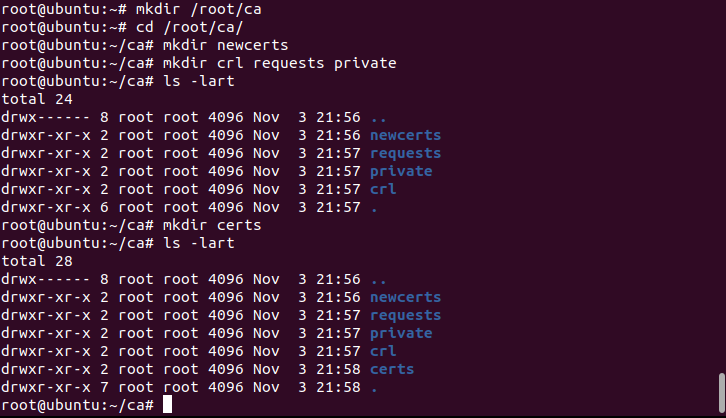 root@ubuntu:~# mkdir /root/ca
root@ubuntu:~# cd /root/ca/
root@ubuntu:~/ca# mkdir newcerts
root@ubuntu:~/ca# mkdir crl requests private
root@ubuntu:~/ca# ls -lart
total 24
drwx------ 8 root root 4096 Nov  3 21:56 ..
drwxr-xr-x 2 root root 4096 Nov  3 21:56 newcerts
drwxr-xr-x 2 root root 4096 Nov  3 21:57 requests
drwxr-xr-x 2 root root 4096 Nov  3 21:57 private
drwxr-xr-x 2 root root 4096 Nov  3 21:57 crl
drwxr-xr-x 6 root root 4096 Nov  3 21:57 .
root@ubuntu:~/ca# mkdir certs
root@ubuntu:~/ca# ls -lart
total 28
drwx------ 8 root root 4096 Nov  3 21:56 ..
drwxr-xr-x 2 root root 4096 Nov  3 21:56 newcerts
drwxr-xr-x 2 root root 4096 Nov  3 21:57 requests
drwxr-xr-x 2 root root 4096 Nov  3 21:57 private
drwxr-xr-x 2 root root 4096 Nov  3 21:57 crl
drwxr-xr-x 2 root root 4096 Nov  3 21:58 certs
drwxr-xr-x 7 root root 4096 Nov  3 21:58 .
root@ubuntu:~/ca#